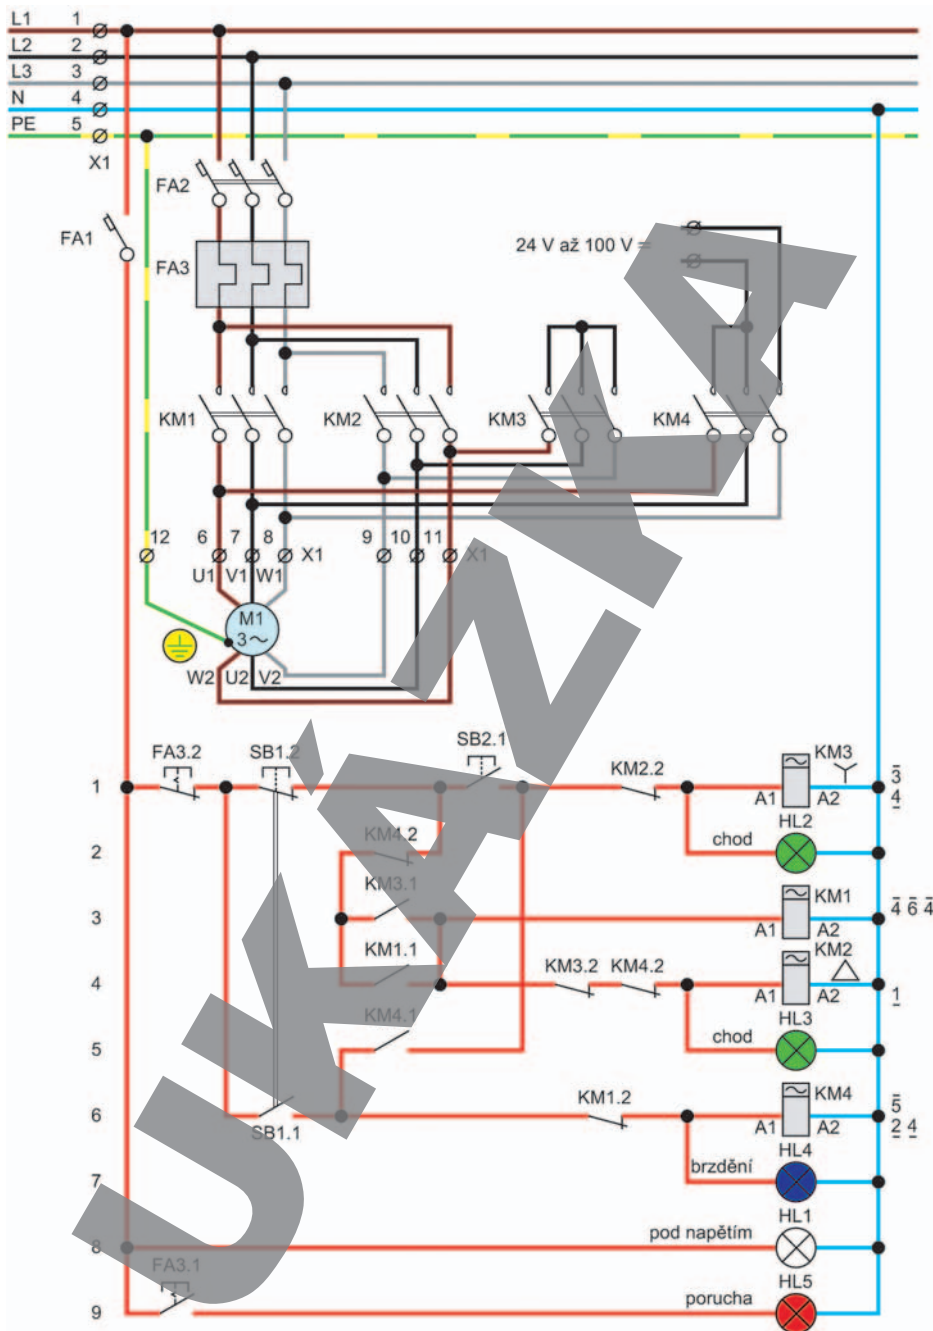 L1 1
L2 2
L3 3
N 4
PE 5
X1
FA2
FA1
24 V až 100 V =
FA3
KM1 KM2 KM3 KM4
12 6 7 8 X1 9 10 11 X1
U1 V1 W1
M1
3~
W2 U2 V2
FA3.2 SB1.2 SB2.1
KM2.2 KM3
1 A1 A2 3
4
HL2
2 KM4.2 chod
KM3.1 KM1
3 A1 A2 4 6 4
KM1.1 KM3.2 KM4.2 KM2
4 A1 A2 1
HL3
KM4.1 chod
5
KM1.2 KM4
6 A1 A2 5
2 4
SB1.1
HL4
7 brzdění
HL1
8 pod napětím
FA3.1 HL5
9 porucha
UKÁZKA